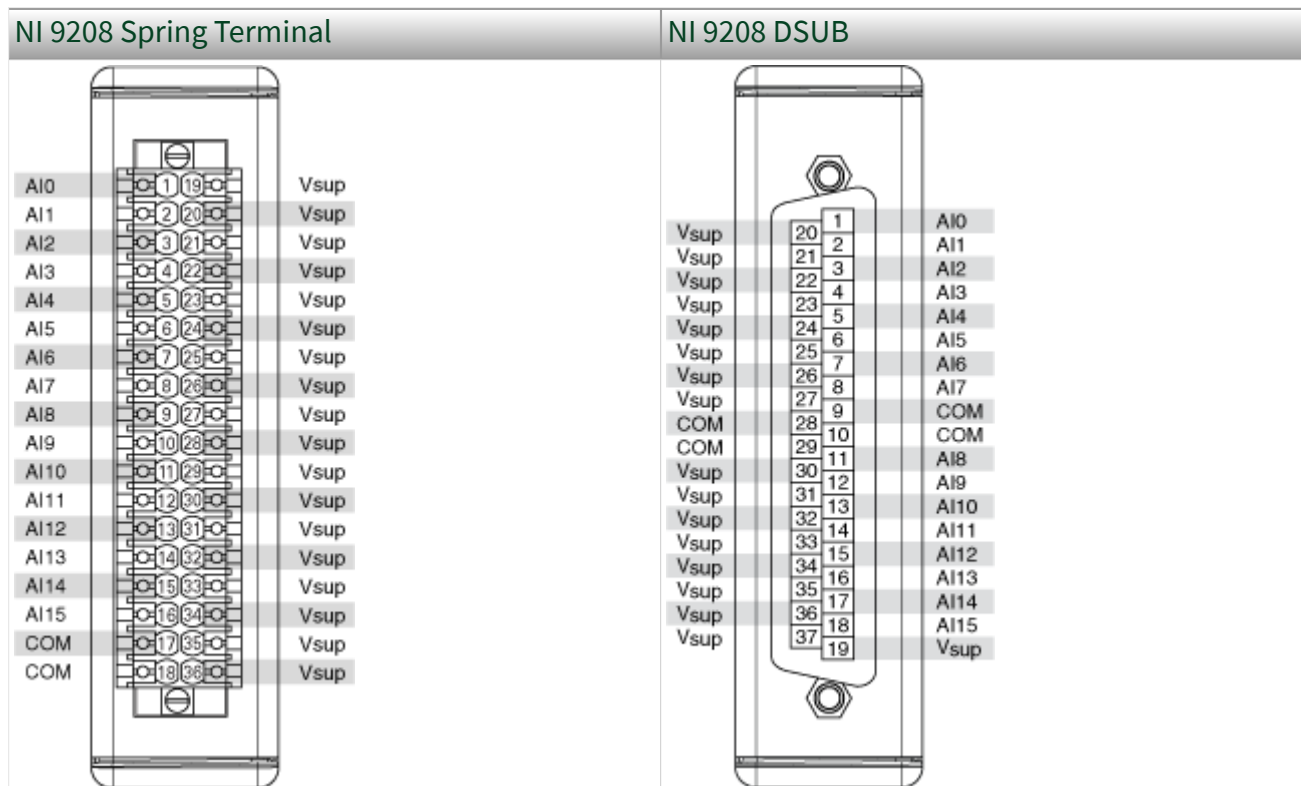 NI 9208 Spring Terminal
AI0 1 19 Vsup
AI1 2 20 Vsup
AI2 3 21 Vsup
AI3 4 22 Vsup
AI4 5 23 Vsup
AI5 6 24 Vsup
AI6 7 25 Vsup
AI7 8 26 Vsup
AI8 9 27 Vsup
AI9 10 28 Vsup
AI10 11 29 Vsup
AI11 12 30 Vsup
AI12 13 31 Vsup
AI13 14 32 Vsup
AI14 15 33 Vsup
AI15 16 34 Vsup
COM 17 35 Vsup
COM 18 36 Vsup
NI 9208 DSUB
1 AI0
Vsup 20
2 AI1
Vsup 21
3 AI2
Vsup 22
4 AI3
Vsup 23
5 AI4
Vsup 24
6 AI5
Vsup 25
7 AI6
Vsup 26
8 AI7
Vsup 27
9 COM
COM 28
10 COM
COM 29
11 AI8
Vsup 30
12 AI9
Vsup 31
13 AI10
Vsup 32
14 AI11
Vsup 33
15 AI12
Vsup 34
16 AI13
Vsup 35
17 AI14
Vsup 36
18 AI15
Vsup 37
19 Vsup